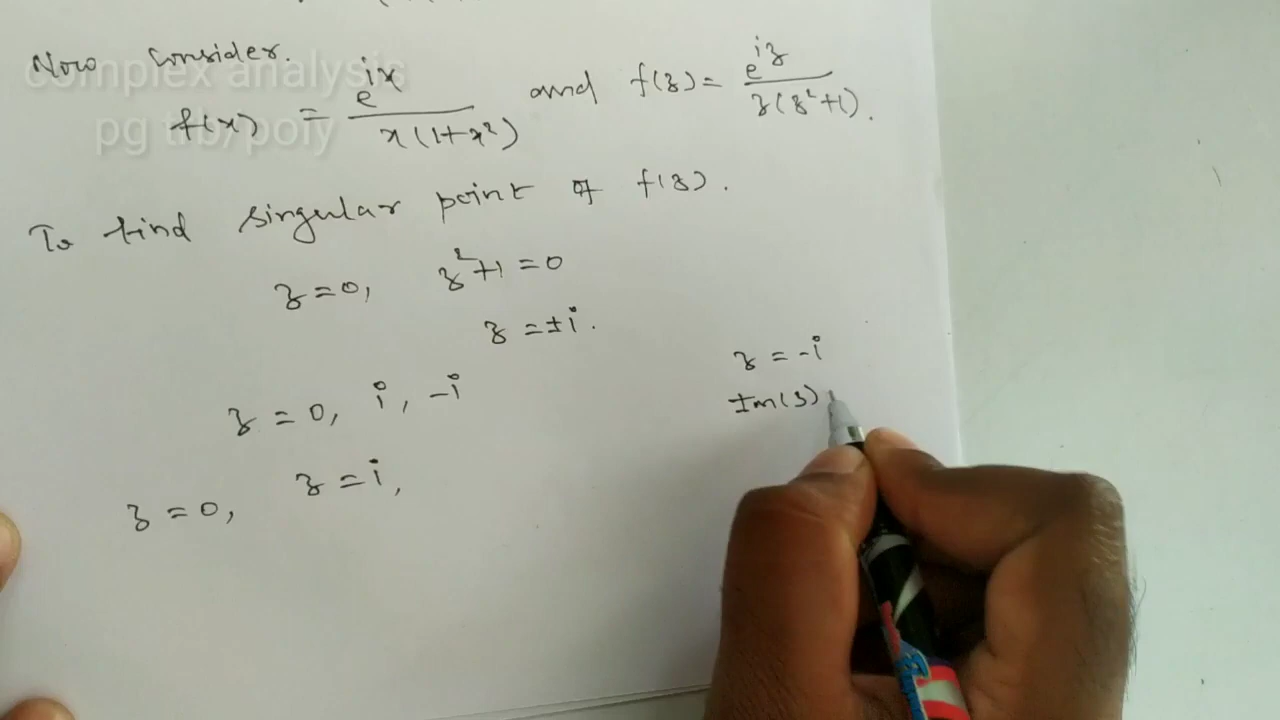 Now consider.
complex analysis
f(x) = e^{ix} / x(1+x²) and f(z) = e^{iz} / z(z²+1).
pg trb/poly
To find singular point of f(z).
z=0, z²+1=0
z=±i.
z=-i
z=0, i, -i
Im(z)
z=0, z=i,